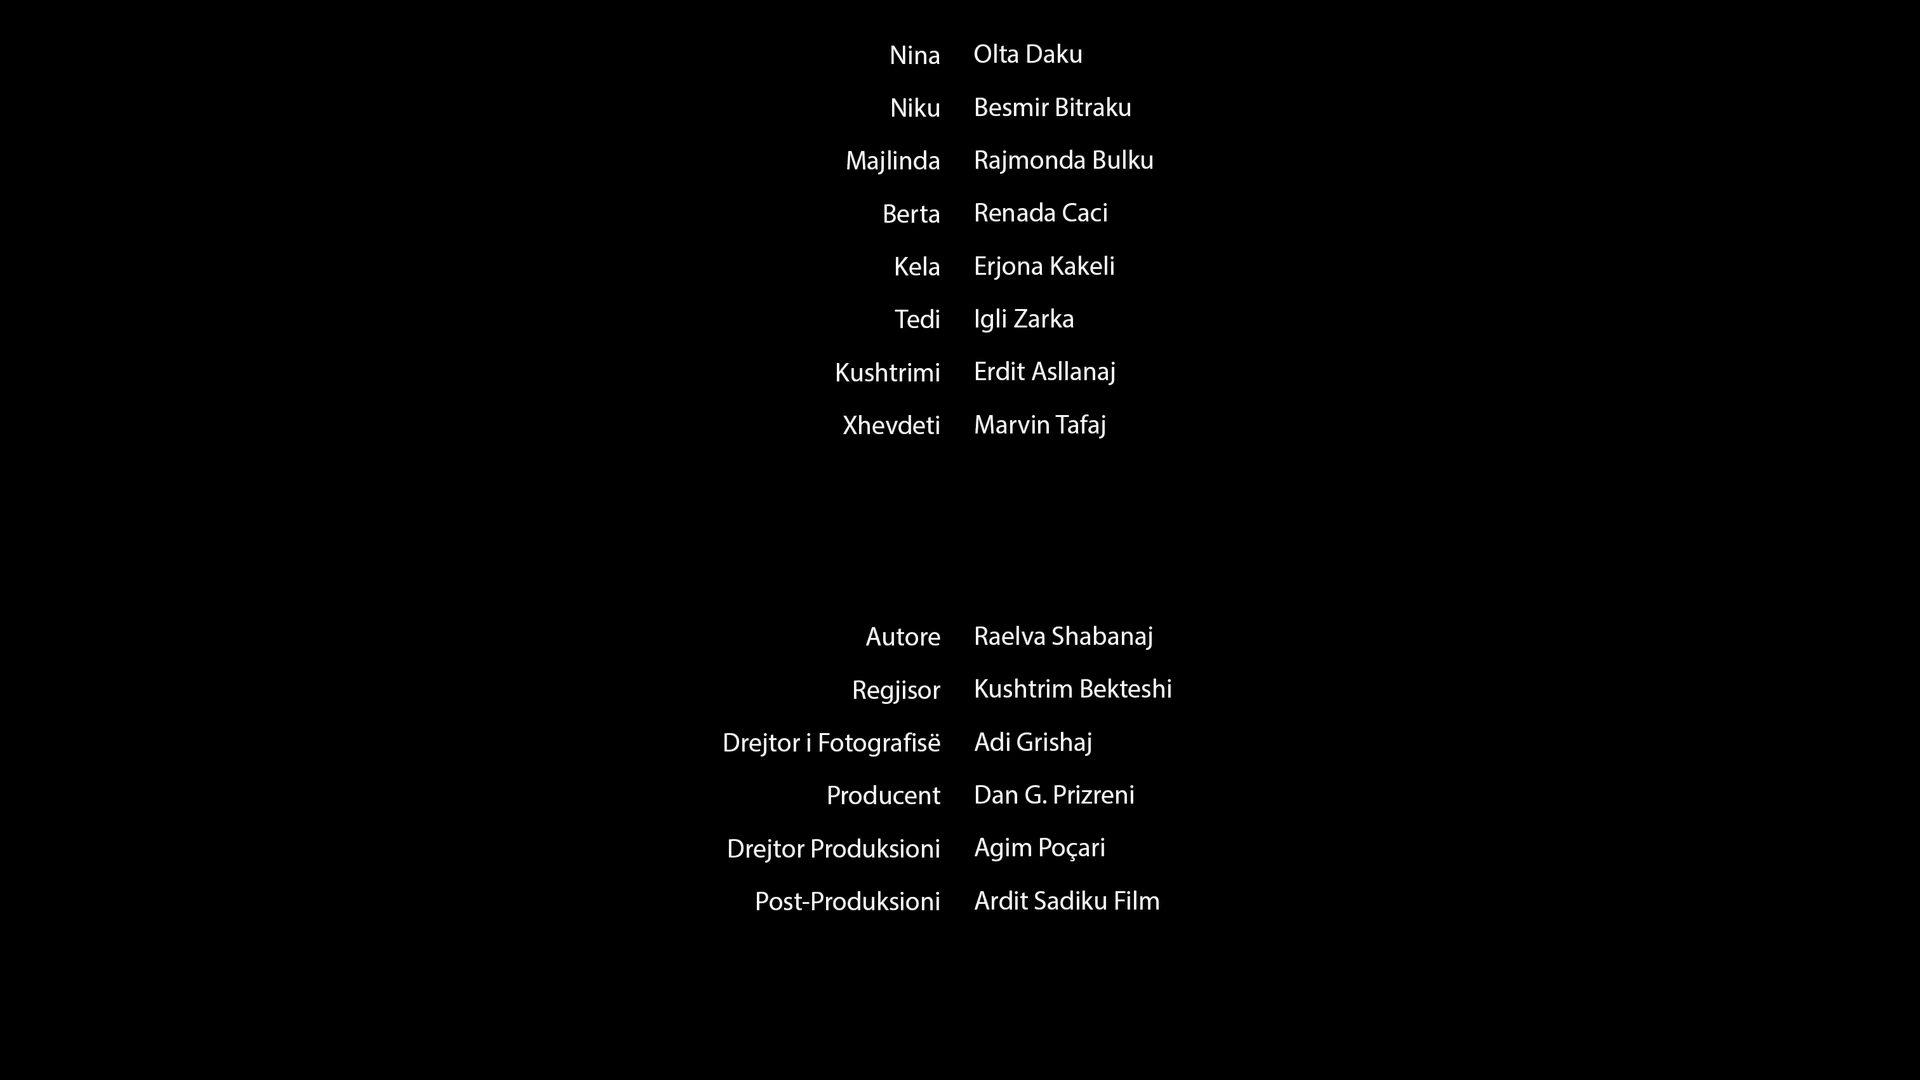 Nina Olta Daku
Niku Besmir Bitraku
Majlinda Rajmonda Bulku
Berta Renada Caci
Kela Erjona Kakeli
Tedi Igli Zarka
Kushtrimi Erdit Asllanaj
Xhevdeti Marvin Tafaj
Autore Raelva Shabanaj
Regjisor Kushtrim Bekteshi
Drejtor i Fotografisë Adi Grishaj
Producent Dan G. Prizreni
Drejtor Produksioni Agim Poçari
Post-Produksioni Ardit Sadiku Film